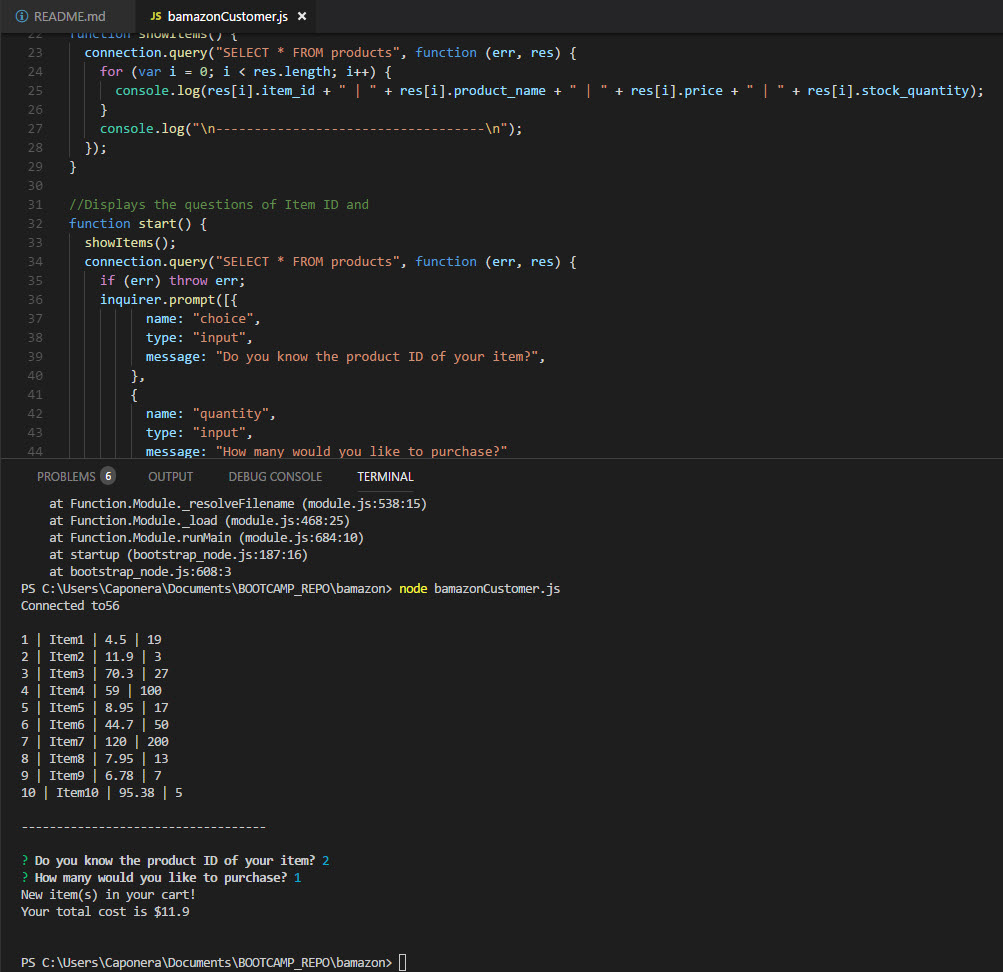 README.md JS bamazonCustomer.js ×
22 function showItems() {
23 connection.query("SELECT * FROM products", function (err, res) {
24 for (var i = 0; i < res.length; i++) {
25 console.log(res[i].item_id + " | " + res[i].product_name + " | " + res[i].price + " | " + res[i].stock_quantity);
26 }
27 console.log("\n-----------------------------------\n");
28 });
29 }
30
31 //Displays the questions of Item ID and
32 function start() {
33 showItems();
34 connection.query("SELECT * FROM products", function (err, res) {
35 if (err) throw err;
36 inquirer.prompt([{
37 name: "choice",
38 type: "input",
39 message: "Do you know the product ID of your item?",
40 },
41 {
42 name: "quantity",
43 type: "input",
44 message: "How many would you like to purchase?"
PROBLEMS 6 OUTPUT DEBUG CONSOLE TERMINAL
at Function.Module._resolveFilename (module.js:538:15)
at Function.Module._load (module.js:468:25)
at Function.Module.runMain (module.js:684:10)
at startup (bootstrap_node.js:187:16)
at bootstrap_node.js:608:3
PS C:\Users\Caponera\Documents\BOOTCAMP_REPO\bamazon> node bamazonCustomer.js
Connected to56
1 | Item1 | 4.5 | 19
2 | Item2 | 11.9 | 3
3 | Item3 | 70.3 | 27
4 | Item4 | 59 | 100
5 | Item5 | 8.95 | 17
6 | Item6 | 44.7 | 50
7 | Item7 | 120 | 200
8 | Item8 | 7.95 | 13
9 | Item9 | 6.78 | 7
10 | Item10 | 95.38 | 5
-----------------------------------
? Do you know the product ID of your item? 2
? How many would you like to purchase? 1
New item(s) in your cart!
Your total cost is $11.9
PS C:\Users\Caponera\Documents\BOOTCAMP_REPO\bamazon>